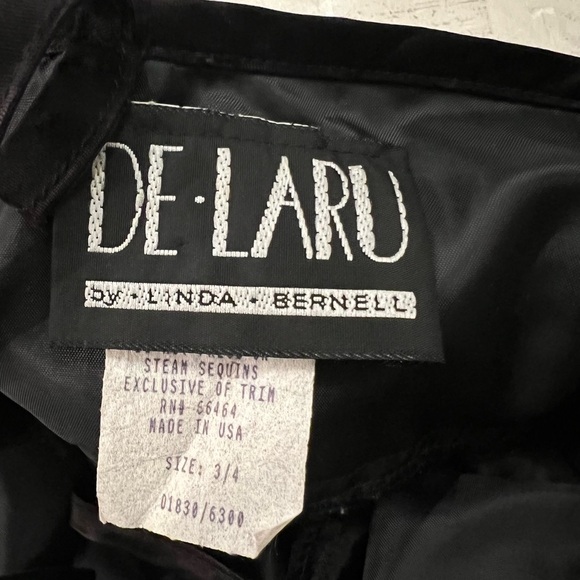 DE·LARU
by·LINDA·BERNELL
STEAM SEQUINS
EXCLUSIVE OF TRIM
RN# 66464
MADE IN USA
SIZE: 3/4
01830/6300